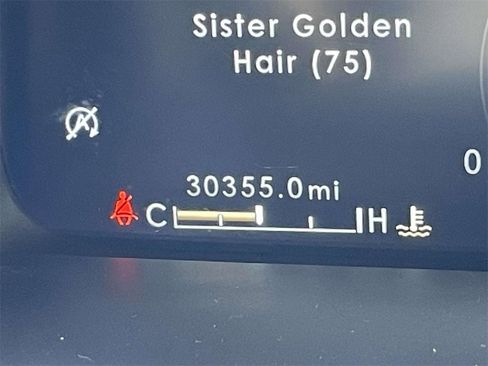 Sister Golden
Hair (75)
A
0
30355.0mi
C H